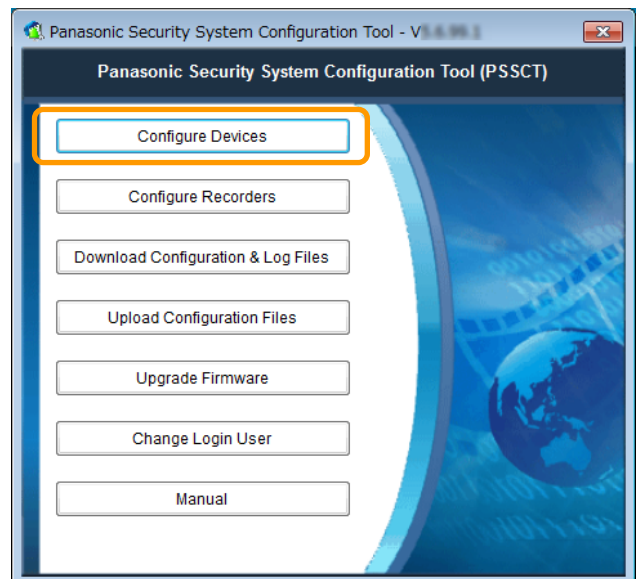 Panasonic Security System Configuration Tool - V
Panasonic Security System Configuration Tool (PSSCT)
Configure Devices
Configure Recorders
Download Configuration & Log Files
Upload Configuration Files
Upgrade Firmware
Change Login User
Manual